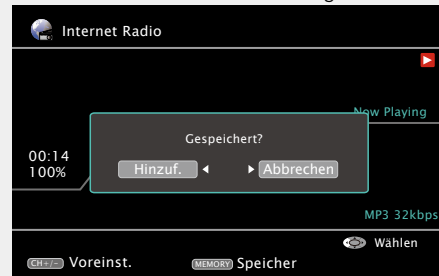 Internet Radio
Now Playing
Gespeichert?
00:14
100%
Hinzuf.
Abbrechen
MP3 32kbps
Wählen
CH+/– Voreinst.
MEMORY Speicher